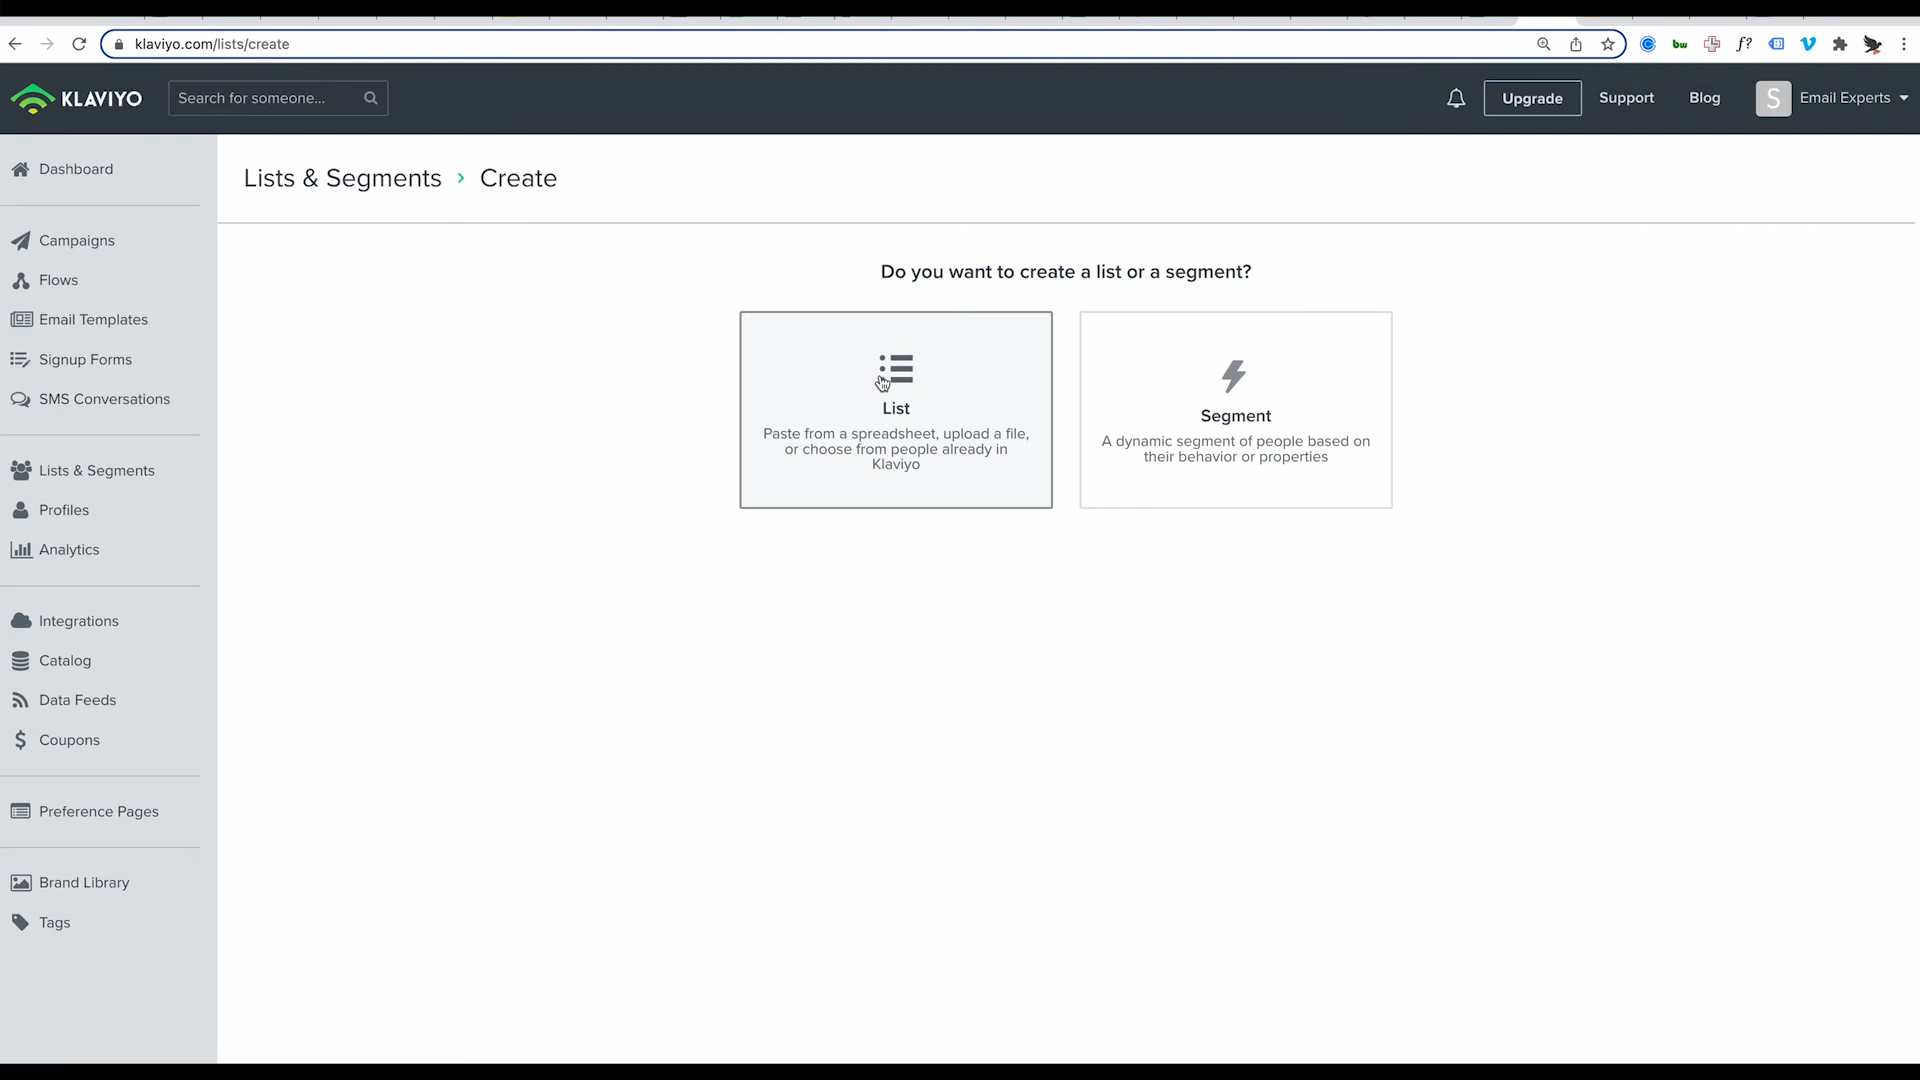 klaviyo.com/lists/create
bw
f?
KLAVIYO
Search for someone...
Upgrade
Support
Blog
S
Email Experts
Dashboard
Campaigns
Flows
Email Templates
Signup Forms
SMS Conversations
Lists & Segments
Profiles
Analytics
Integrations
Catalog
Data Feeds
Coupons
Preference Pages
Brand Library
Tags
Lists & Segments > Create
Do you want to create a list or a segment?
List
Paste from a spreadsheet, upload a file,
or choose from people already in
Klaviyo
Segment
A dynamic segment of people based on
their behavior or properties